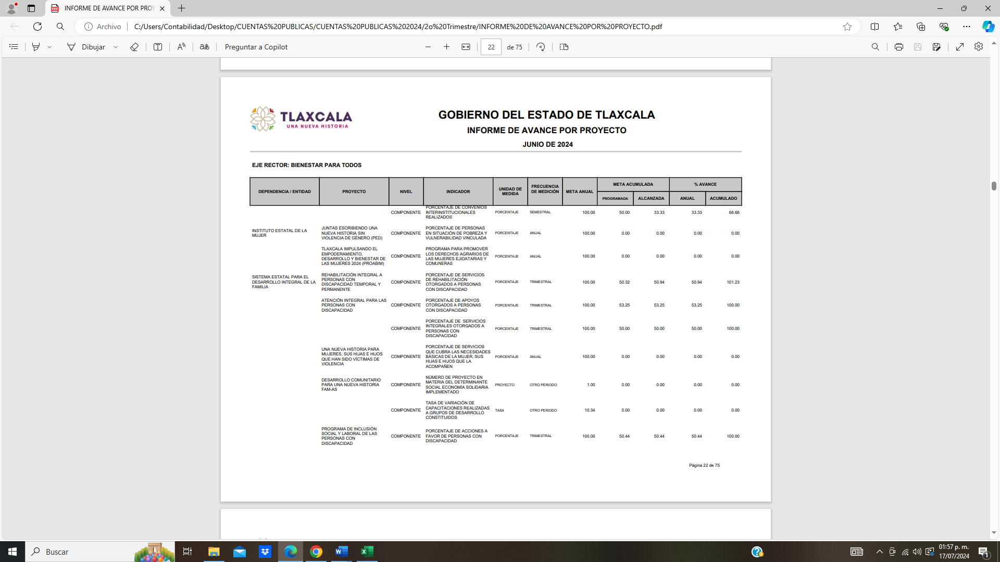 INFORME DE AVANCE POR PROY
Archivo
C:/Users/Contabilidad/Desktop/CUENTAS%20PUBLICAS/CUENTAS%20PUBLICAS%202024/2o%20Trimestre/INFORME%20DE%20AVANCE%20POR%20PROYECTO.pdf
Dibujar
aあ
Preguntar a Copilot
22 de 75
TLAXCALA
UNA NUEVA HISTORIA
GOBIERNO DEL ESTADO DE TLAXCALA
INFORME DE AVANCE POR PROYECTO
JUNIO DE 2024
EJE RECTOR: BIENESTAR PARA TODOS
DEPENDENCIA / ENTIDAD PROYECTO NIVEL INDICADOR UNIDAD DE MEDIDA FRECUENCIA DE MEDICIÓN META ANUAL META ACUMULADA % AVANCE
PROGRAMADA ALCANZADA ANUAL ACUMULADO
PORCENTAJE DE CONVENIOS
COMPONENTE INTERINSTITUCIONALES PORCENTAJE SEMESTRAL 100.00 50.00 33.33 33.33 66.66
REALIZADOS
INSTITUTO ESTATAL DE LA
MUJER
JUNTAS ESCRIBIENDO UNA
NUEVA HISTORIA SIN
VIOLENCIA DE GÉNERO (PED)
COMPONENTE
PORCENTAJE DE PERSONAS
EN SITUACIÓN DE POBREZA Y
VULNERABILIDAD VINCULADA
PORCENTAJE ANUAL 100.00 0.00 0.00 0.00 0.00
TLAXCALA IMPULSANDO EL
EMPODERAMIENTO,
DESARROLLO Y BIENESTAR DE
LAS MUJERES 2024 (PROABIM)
COMPONENTE
PROGRAMA PARA PROMOVER
LOS DERECHOS AGRARIOS DE
LAS MUJERES EJIDATARIAS Y
COMUNERAS
PORCENTAJE ANUAL 100.00 0.00 0.00 0.00 0.00
SISTEMA ESTATAL PARA EL
DESARROLLO INTEGRAL DE LA
FAMILIA
REHABILITACIÓN INTEGRAL A
PERSONAS CON
DISCAPACIDAD TEMPORAL Y
PERMANENTE
COMPONENTE
PORCENTAJE DE SERVICIOS
DE REHABILITACIÓN
OTORGADOS A PERSONAS
CON DISCAPACIDAD
PORCENTAJE TRIMESTRAL 100.00 50.32 50.94 50.94 101.23
ATENCIÓN INTEGRAL PARA LAS
PERSONAS CON
DISCAPACIDAD
COMPONENTE
PORCENTAJE DE APOYOS
OTORGADOS A PERSONAS
CON DISCAPACIDAD
PORCENTAJE TRIMESTRAL 100.00 53.25 53.25 53.25 100.00
COMPONENTE
PORCENTAJE DE SERVICIOS
INTEGRALES OTORGADOS A
PERSONAS CON
DISCAPACIDAD
PORCENTAJE TRIMESTRAL 100.00 50.00 50.00 50.00 100.00
UNA NUEVA HISTORIA PARA
MUJERES, SUS HIJAS E HIJOS
QUE HAN SIDO VÍCTIMAS DE
VIOLENCIA
COMPONENTE
PORCENTAJE DE SERVICIOS
QUE CUBRA LAS NECESIDADES
BÁSICAS DE LA MUJER, SUS
HIJAS E HIJOS QUE LA
ACOMPAÑEN
PORCENTAJE ANUAL 100.00 0.00 0.00 0.00 0.00
DESARROLLO COMUNITARIO
PARA UNA NUEVA HISTORIA
FAM-AS
COMPONENTE
NÚMERO DE PROYECTO EN
MATERIA DEL DETERMINANTE
SOCIAL ECONOMÍA SOLIDARIA
IMPLEMENTADO
PROYECTO OTRO PERIODO 1.00 0.00 0.00 0.00 0.00
COMPONENTE
TASA DE VARIACIÓN DE
CAPACITACIONES REALIZADAS
A GRUPOS DE DESARROLLO
CONSTITUIDOS
TASA OTRO PERIODO 10.34 0.00 0.00 0.00 0.00
PROGRAMA DE INCLUSIÓN
SOCIAL Y LABORAL DE LAS
PERSONAS CON
DISCAPACIDAD
COMPONENTE
PORCENTAJE DE ACCIONES A
FAVOR DE PERSONAS CON
DISCAPACIDAD
PORCENTAJE TRIMESTRAL 100.00 50.44 50.44 50.44 100.00
Página 22 de 75
Buscar
01:57 p. m.
17/07/2024
1